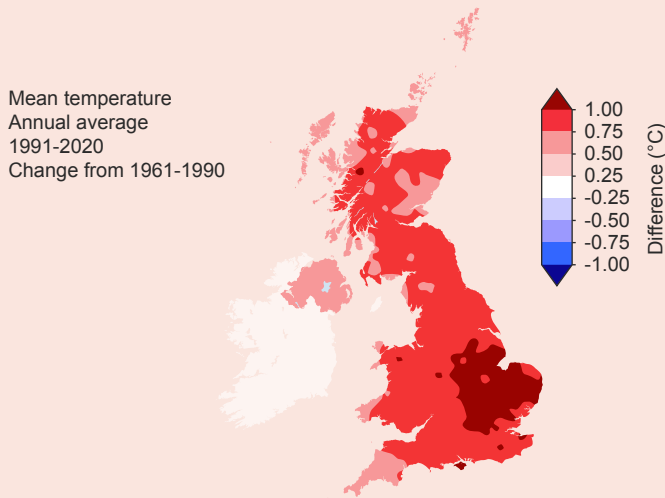 Mean temperature
Annual average
1991-2020
Change from 1961-1990
1.00
0.75
0.50
0.25
-0.25
-0.50
-0.75
-1.00
Difference (°C)